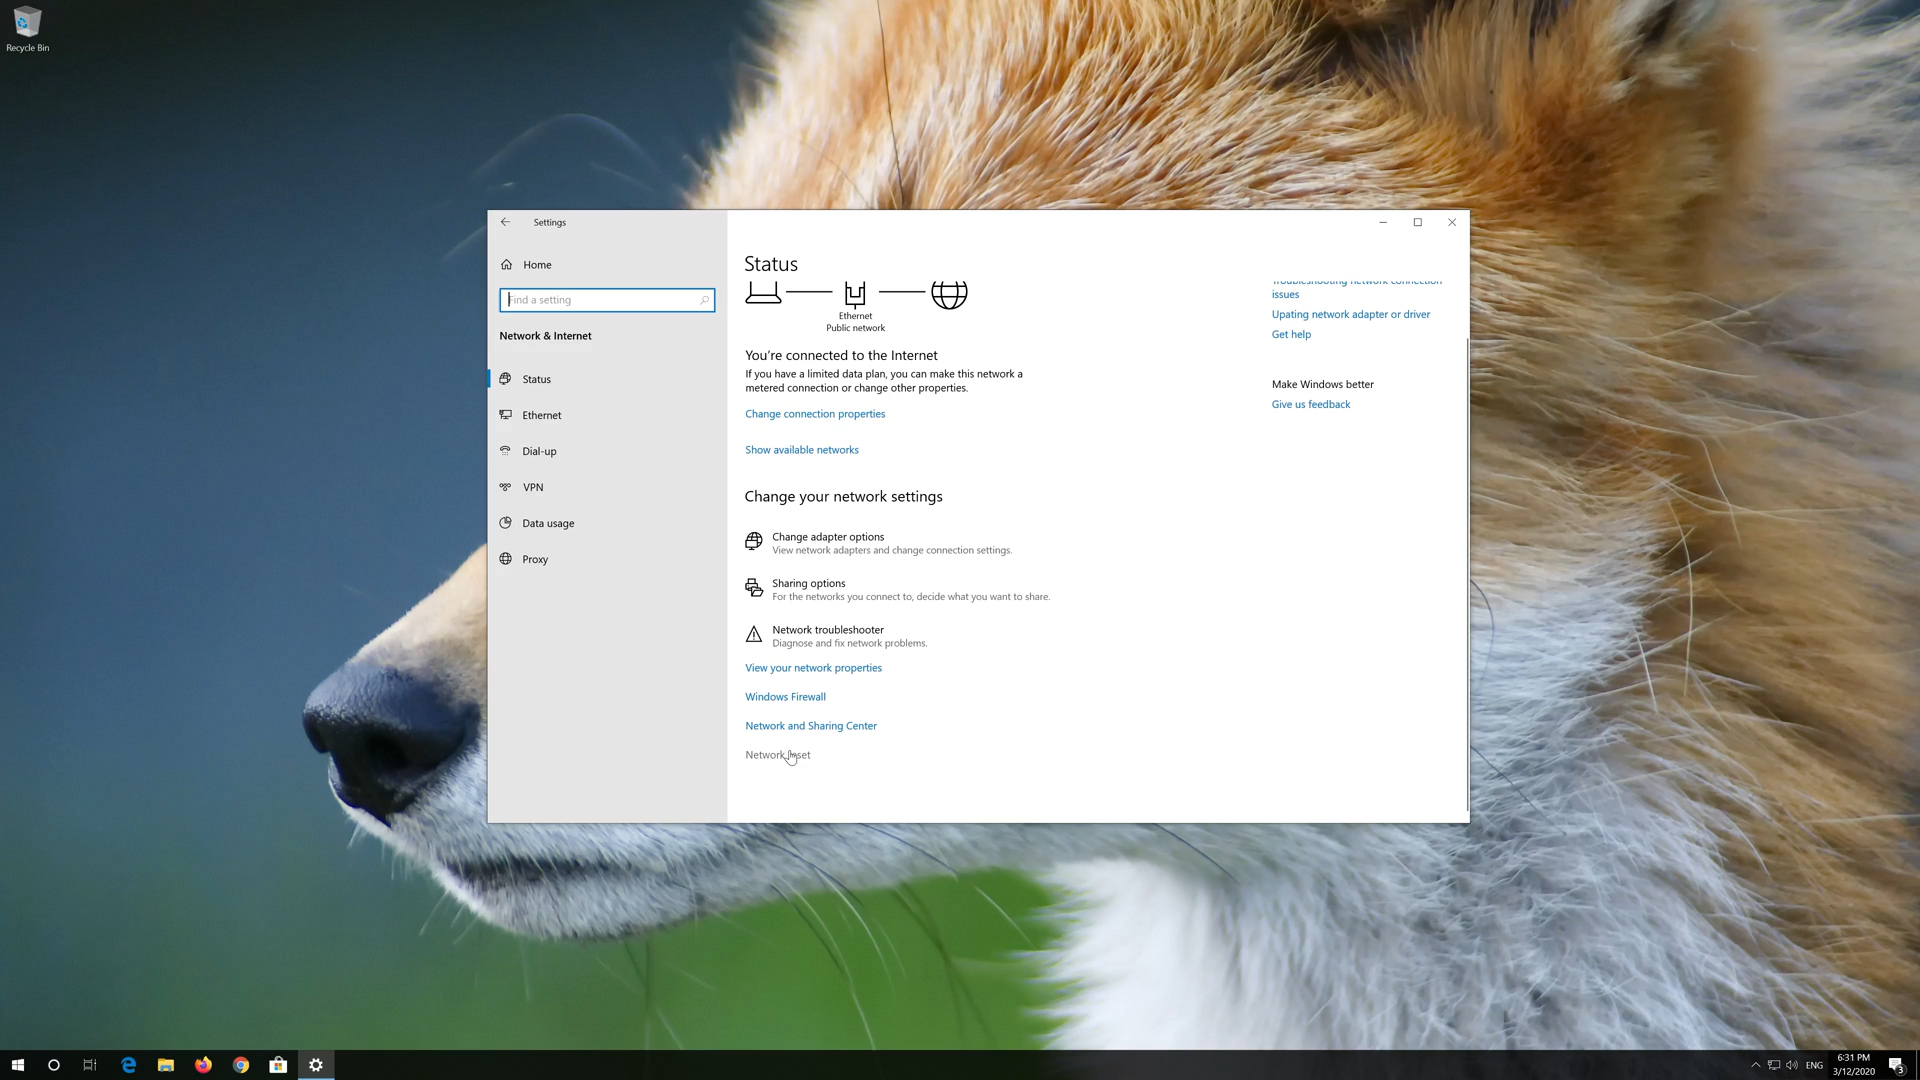 Recycle Bin
Settings
Home
Find a setting
Network & Internet
Status
Ethernet
Dial-up
VPN
Data usage
Proxy
Status
Ethernet
Public network
You're connected to the Internet
If you have a limited data plan, you can make this network a
metered connection or change other properties.
Change connection properties
Show available networks
Change your network settings
Change adapter options
View network adapters and change connection settings.
Sharing options
For the networks you connect to, decide what you want to share.
Network troubleshooter
Diagnose and fix network problems.
View your network properties
Windows Firewall
Network and Sharing Center
Network reset
Troubleshooting network connection
issues
Upating network adapter or driver
Get help
Make Windows better
Give us feedback
ENG
6:31 PM
3/12/2020
3